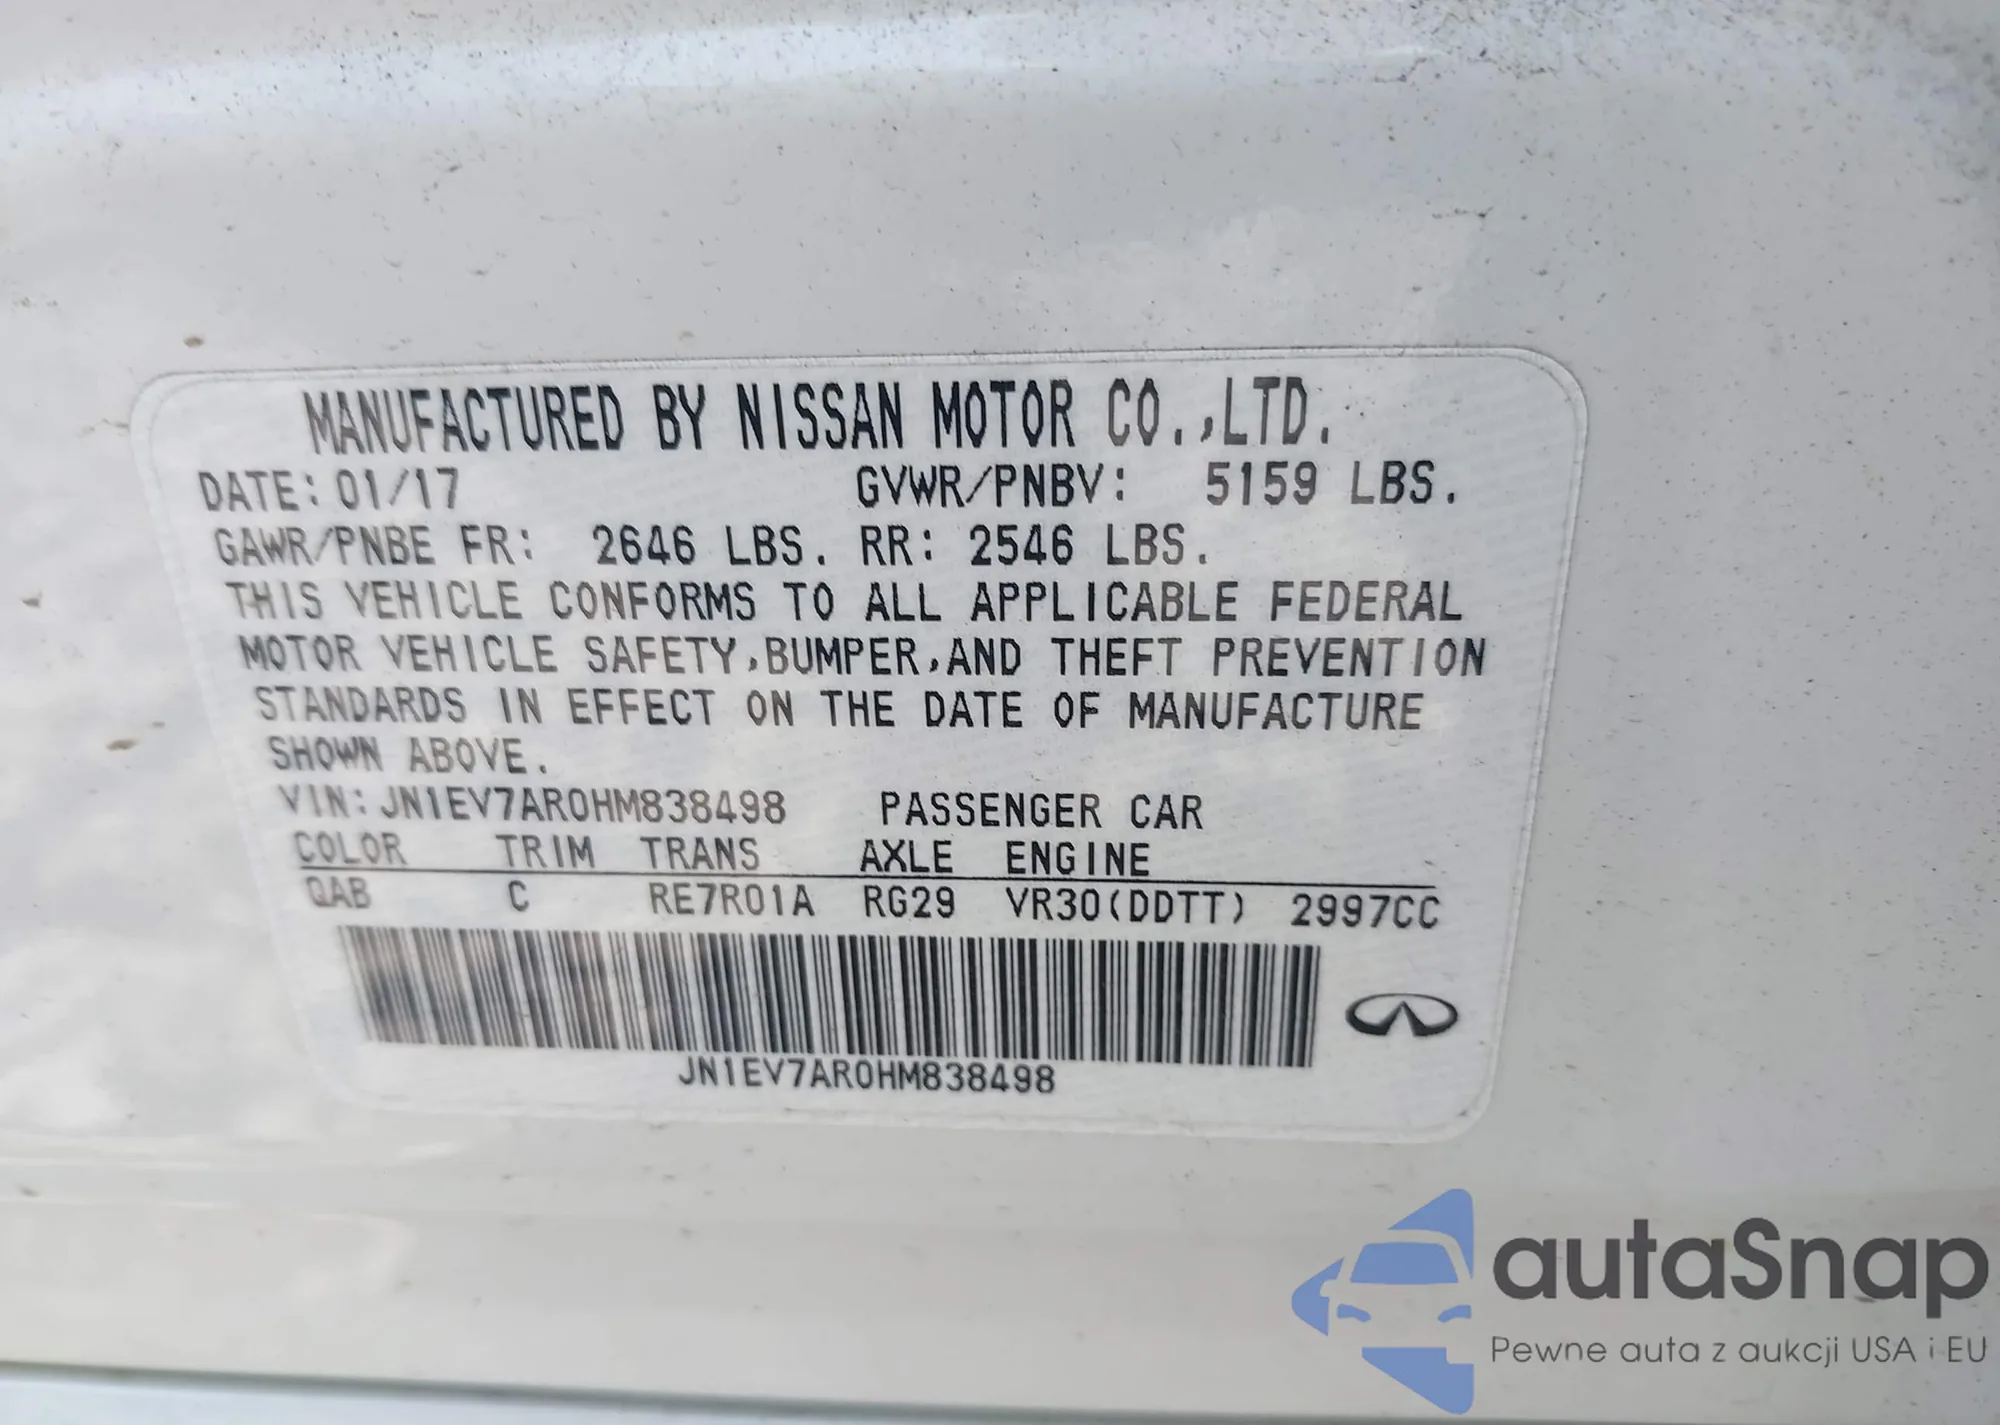 MANUFACTURED BY NISSAN MOTOR CO.,LTD.
DATE: 01/17 GVWR/PNBV: 5159 LBS.
GAWR/PNBE FR: 2646 LBS. RR: 2546 LBS.
THIS VEHICLE CONFORMS TO ALL APPLICABLE FEDERAL
MOTOR VEHICLE SAFETY,BUMPER,AND THEFT PREVENTION
STANDARDS IN EFFECT ON THE DATE OF MANUFACTURE
SHOWN ABOVE.
VIN: JN1EV7AR0HM838498 PASSENGER CAR
COLOR TRIM TRANS AXLE ENGINE
QAB C RE7R01A RG29 VR30(DDTT) 2997CC
JN1EV7AR0HM838498
autaSnap
Pewne auta z aukcji USA i EU